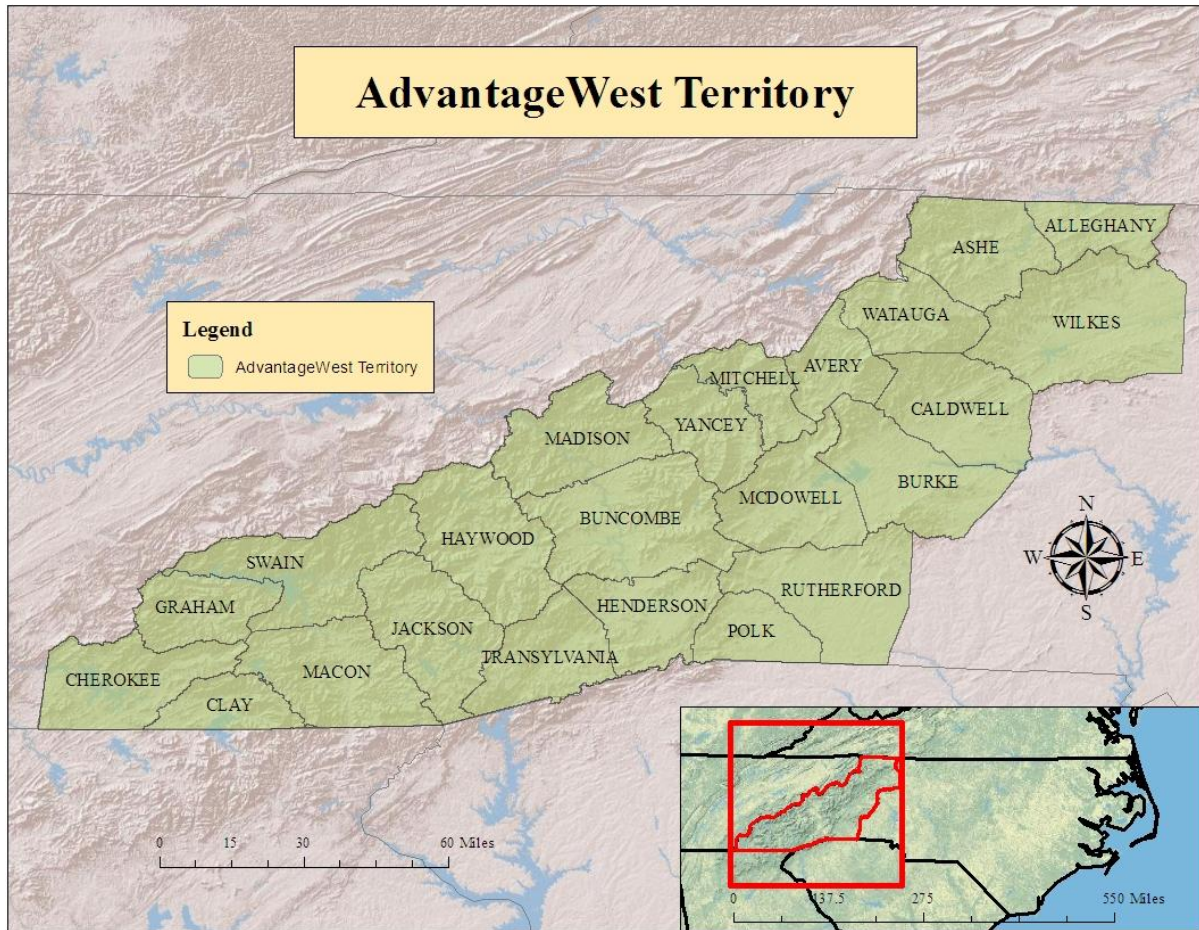 AdvantageWest Territory
ALLEGHANY
ASHE
WATAUGA
WILKES
Legend
AdvantageWest Territory
AVERY
MITCHELL
CALDWELL
YANCEY
MADISON
BURKE
MCDOWELL
BUNCOMBE
HAYWOOD
SWAIN
RUTHERFORD
GRAHAM
HENDERSON
JACKSON
POLK
TRANSYLVANIA
MACON
CHEROKEE
CLAY
N
W E
S
0 15 30 60 Miles
0 137.5 275 550 Miles